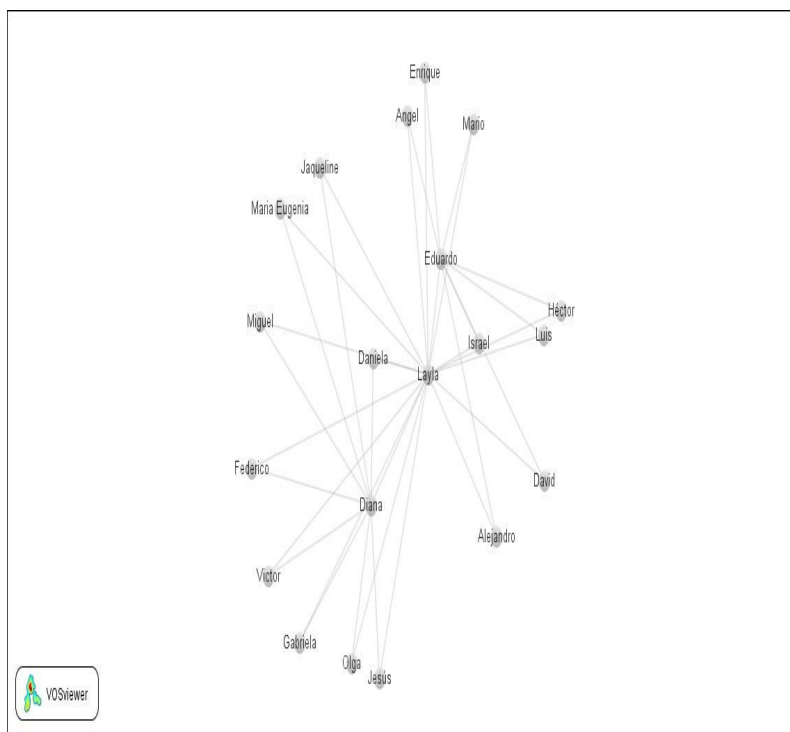 Enrique
Angel
Mario
Jaqueline
Maria Eugenia
Eduardo
Héctor
Miguel
Luis
Israel
Daniela
Layla
Federico
David
Diana
Alejandro
Victor
Gabriela
Olga
Jesús
VOSviewer